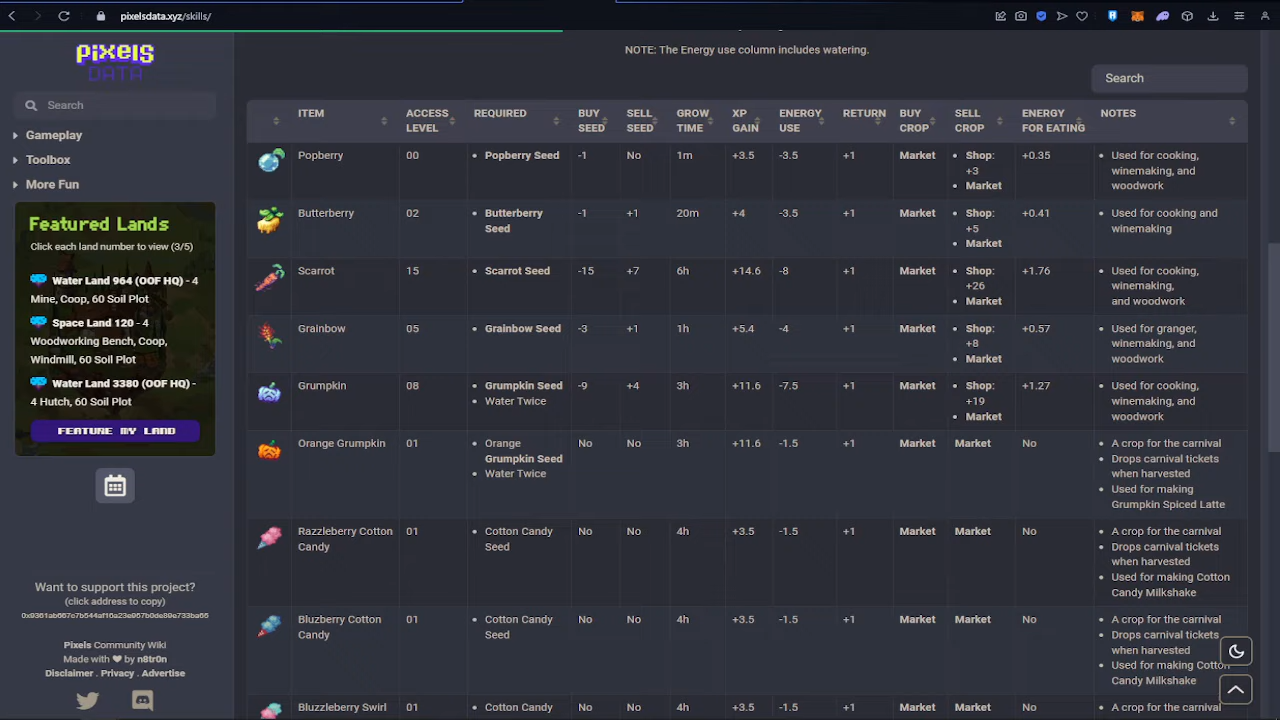 pixelsdata.xyz/skills/
PIXELS
DATA
Search
Gameplay
Toolbox
More Fun
Featured Lands
Click each land number to view (3/5)
Water Land 964 (OOF HQ) - 4
Mine, Coop, 60 Soil Plot
Space Land 120 - 4
Woodworking Bench, Coop,
Windmill, 60 Soil Plot
Water Land 3380 (OOF HQ) -
4 Hutch, 60 Soil Plot
FEATURE MY LAND
Want to support this project?
(click address to copy)
Pixels Community Wiki
Made with ❤ by n8tr0n
Disclaimer . Privacy . Advertise
NOTE: The Energy use column includes watering.
Search
ITEM ACCESS LEVEL REQUIRED BUY SEED SELL SEED GROW TIME XP GAIN ENERGY USE RETURN BUY CROP SELL CROP ENERGY FOR EATING NOTES
Popberry 00 • Popberry Seed -1 No 1m +3.5 -3.5 +1 Market • Shop: +0.35 • Used for cooking,
+3 winemaking, and
• Market woodwork
Butterberry 02 • Butterberry -1 +1 20m +4 -3.5 +1 Market • Shop: +0.41 • Used for cooking and
Seed +5 winemaking
• Market
Scarrot 15 • Scarrot Seed -15 +7 6h +14.6 -8 +1 Market • Shop: +1.76 • Used for cooking,
+26 winemaking,
• Market and woodwork
Grainbow 05 • Grainbow Seed -3 +1 1h +5.4 -4 +1 Market • Shop: +0.57 • Used for granger,
+8 winemaking, and
• Market woodwork
Grumpkin 08 • Grumpkin Seed -9 +4 3h +11.6 -7.5 +1 Market • Shop: +1.27 • Used for cooking,
• Water Twice +19 winemaking, and
• Market woodwork
Orange Grumpkin 01 • Orange No No 3h +11.6 -1.5 +1 Market Market No • A crop for the carnival
Grumpkin Seed • Drops carnival tickets
• Water Twice when harvested
• Used for making
Grumpkin Spiced Latte
Razzleberry Cotton 01 • Cotton Candy No No 4h +3.5 -1.5 +1 Market Market No • A crop for the carnival
Candy Seed • Drops carnival tickets
when harvested
• Used for making Cotton
Candy Milkshake
Bluzberry Cotton 01 • Cotton Candy No No 4h +3.5 -1.5 +1 Market Market No • A crop for the carnival
Candy Seed • Drops carnival tickets
when harvested
• Used for making Cotton
Candy Milkshake
Bluzzleberry Swirl 01 • Cotton Candy No No 4h +3.5 -1.5 +1 Market Market No • A crop for the carnival